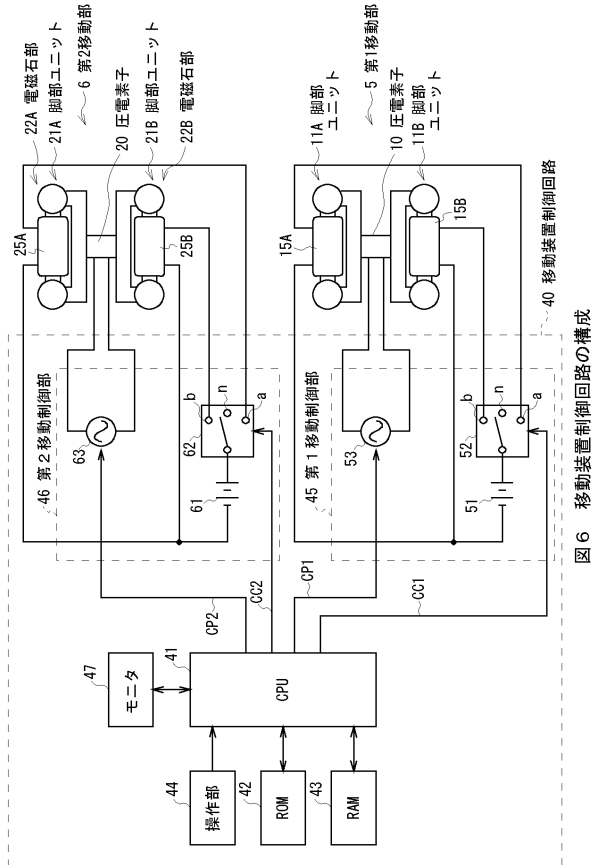 22A 電磁石部
21A 脚部ユニット
6 第2移動部
20 圧電素子
21B 脚部ユニット
22B 電磁石部
25A
25B
11A 脚部
ユニット
5 第1移動部
10 圧電素子
11B 脚部
ユニット
15A
15B
40 移動装置制御回路
46 第2移動制御部
63
62
b
n
a
61
45 第1移動制御部
53
52
b
n
a
51
CP2
CC2
CP1
CC1
47
モニタ
41
CPU
44
操作部
42
ROM
43
RAM
図6 移動装置制御回路の構成